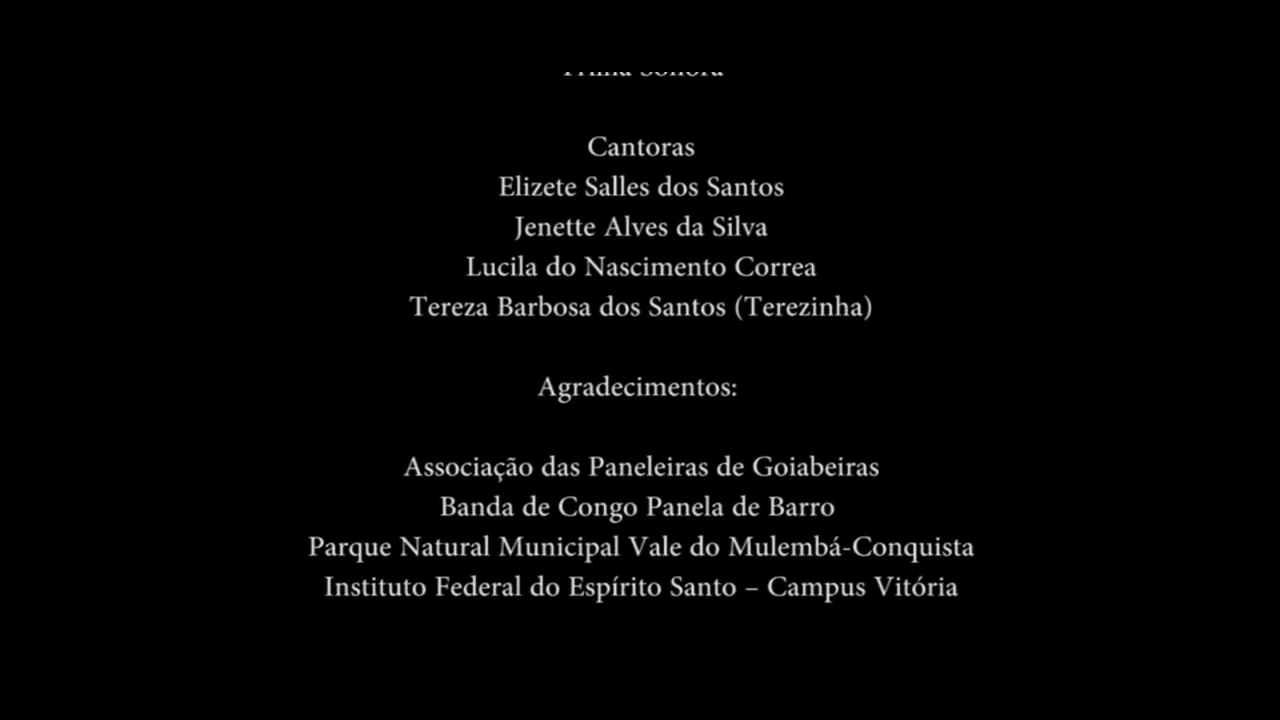 Cantoras
Elizete Salles dos Santos
Jenette Alves da Silva
Lucila do Nascimento Correa
Tereza Barbosa dos Santos (Terezinha)
Agradecimentos:
Associação das Paneleiras de Goiabeiras
Banda de Congo Panela de Barro
Parque Natural Municipal Vale do Mulembá-Conquista
Instituto Federal do Espírito Santo – Campus Vitória